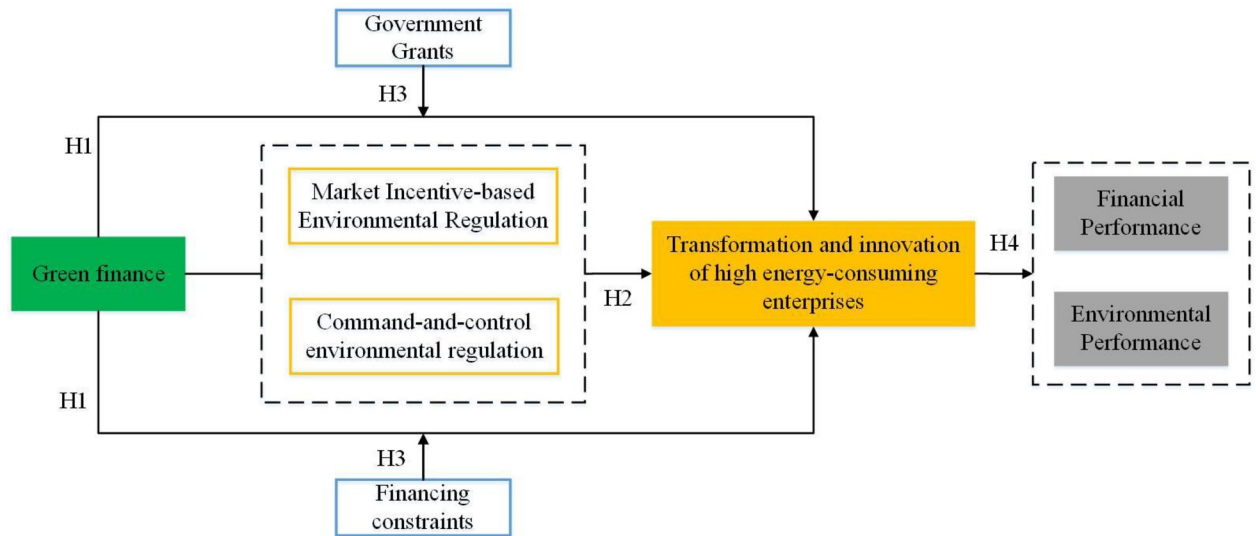 Government
Grants
H3
H1
Market Incentive-based
Environmental Regulation
Financial
Performance
Green finance
Transformation and innovation
of high energy-consuming
enterprises
H4
H2
Command-and-control
environmental regulation
Environmental
Performance
H1
H3
Financing
constraints